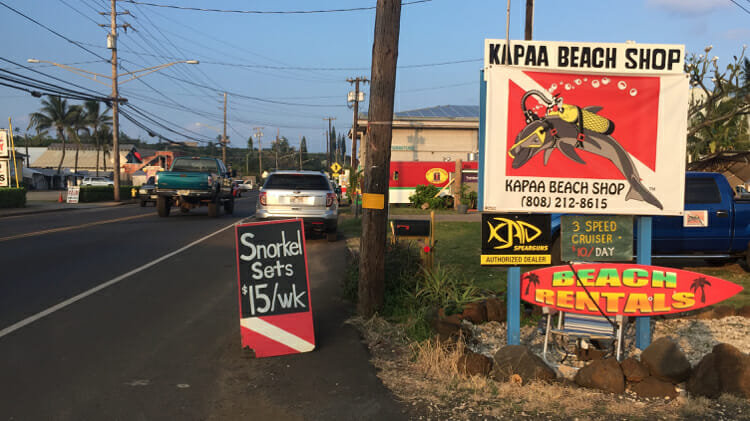 KAPAA BEACH SHOP
KAPAA BEACH SHOP
(808) 212-8615
Snorkel
Sets
$15/wk
SPEARGUNS
AUTHORIZED DEALER!
3 SPEED
CRUISER
$10/DAY
BEACH
RENTALS